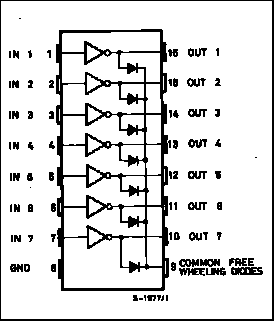 IN 1 1 16 OUT 1
IN 2 2 15 OUT 2
IN 3 3 14 OUT 3
IN 4 4 13 OUT 4
IN 5 5 12 OUT 5
IN 6 6 11 OUT 6
IN 7 7 10 OUT 7
GND 8 9 COMMON FREE
WHEELING DIODES
S-1977/1